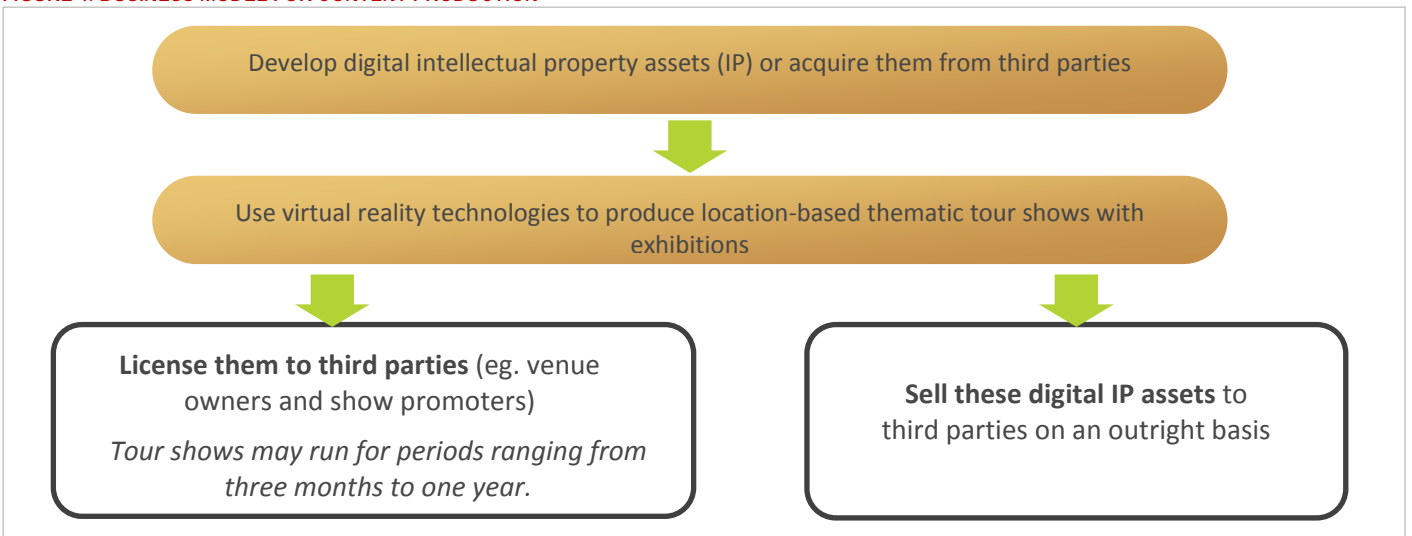 Develop digital intellectual property assets (IP) or acquire them from third parties
Use virtual reality technologies to produce location-based thematic tour shows with
exhibitions
License them to third parties (eg. venue
owners and show promoters)
Tour shows may run for periods ranging from
three months to one year.
Sell these digital IP assets to
third parties on an outright basis